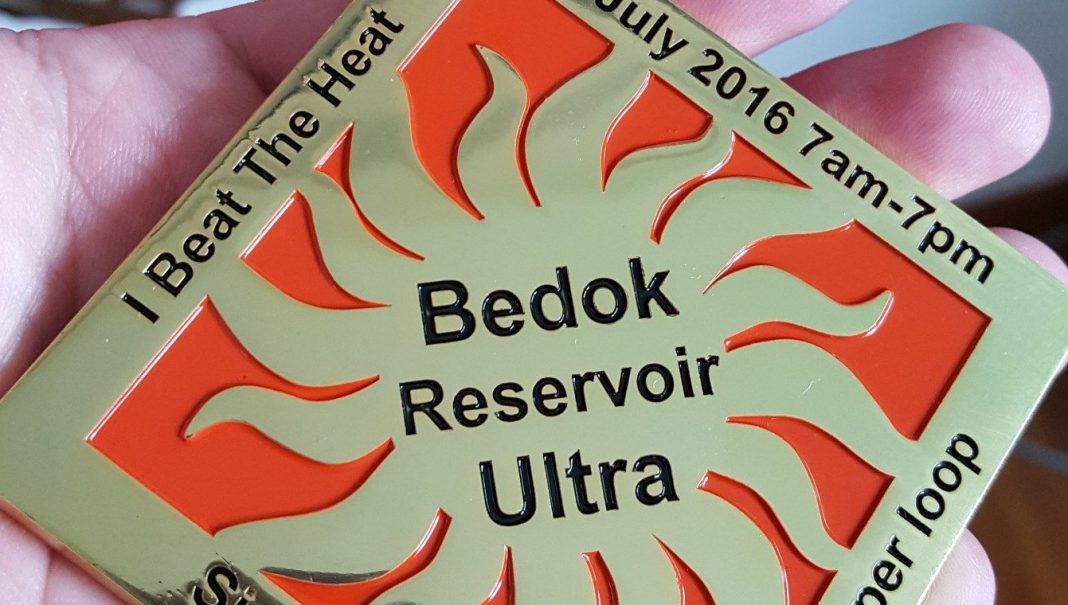 I Beat The Heat
July 2016 7am-7pm
Bedok
Reservoir
Ultra
per loop